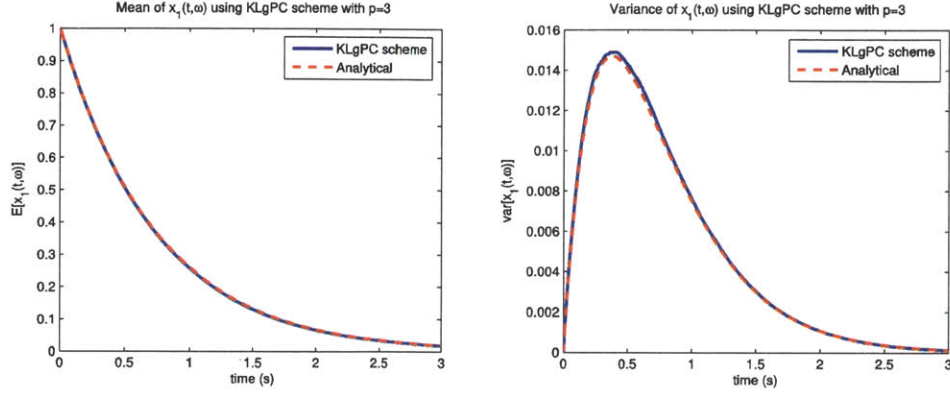 Mean of x1(t,ω) using KLgPC scheme with p=3
1
0.9
0.8
0.7
0.6
0.5
0.4
0.3
0.2
0.1
0
E[x1(t,ω)]
KLgPC scheme
Analytical
0 0.5 1 1.5 2 2.5 3
time (s)
Variance of x1(t,ω) using KLgPC scheme with p=3
0.016
0.014
0.012
0.01
0.008
0.006
0.004
0.002
0
var[x1(t,ω)]
KLgPC scheme
Analytical
0 0.5 1 1.5 2 2.5 3
time (s)